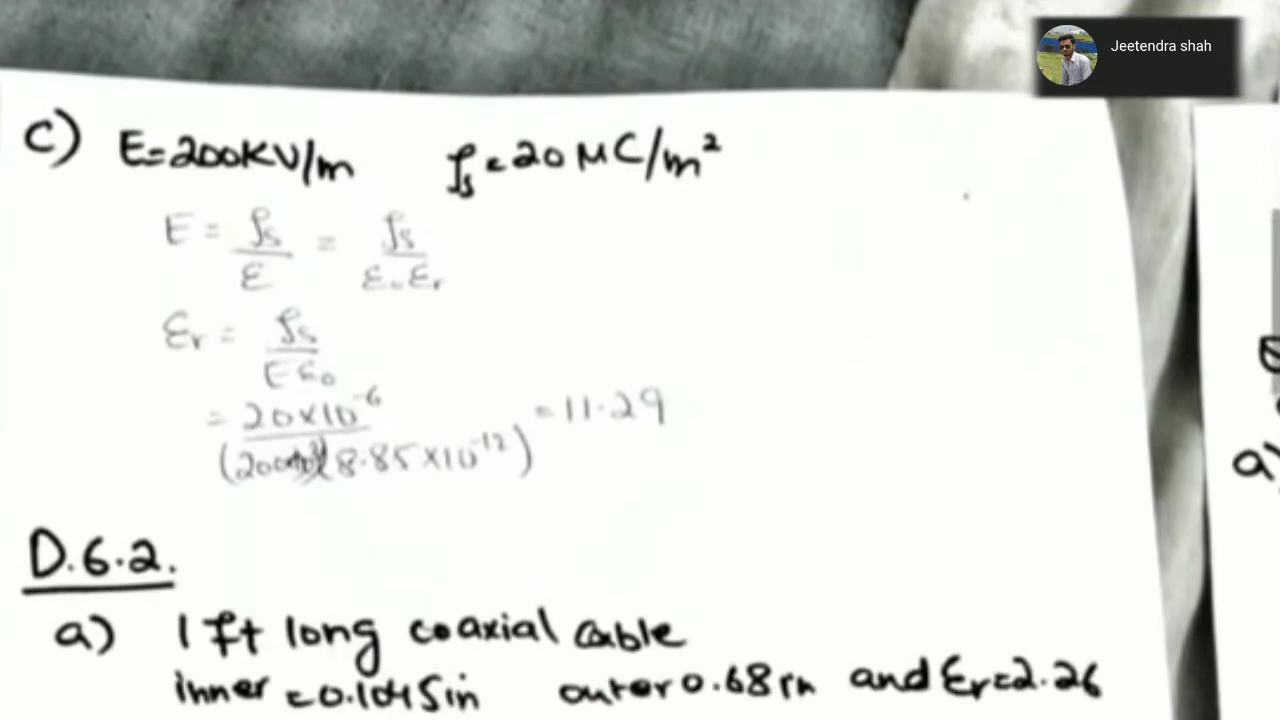 Jeetendra shah
c) E=200KV/m ρs=20 μC/m²
E = ρs/ε = ρs/ε₀εr
εr = ρs/Eε₀
= 20×10⁻⁶/(200×10³)(8.85×10⁻¹²) = 11.29
D.6.2.
a) 1 ft long coaxial cable
inner =0.1045in outer 0.68in and εr=2.26
a)